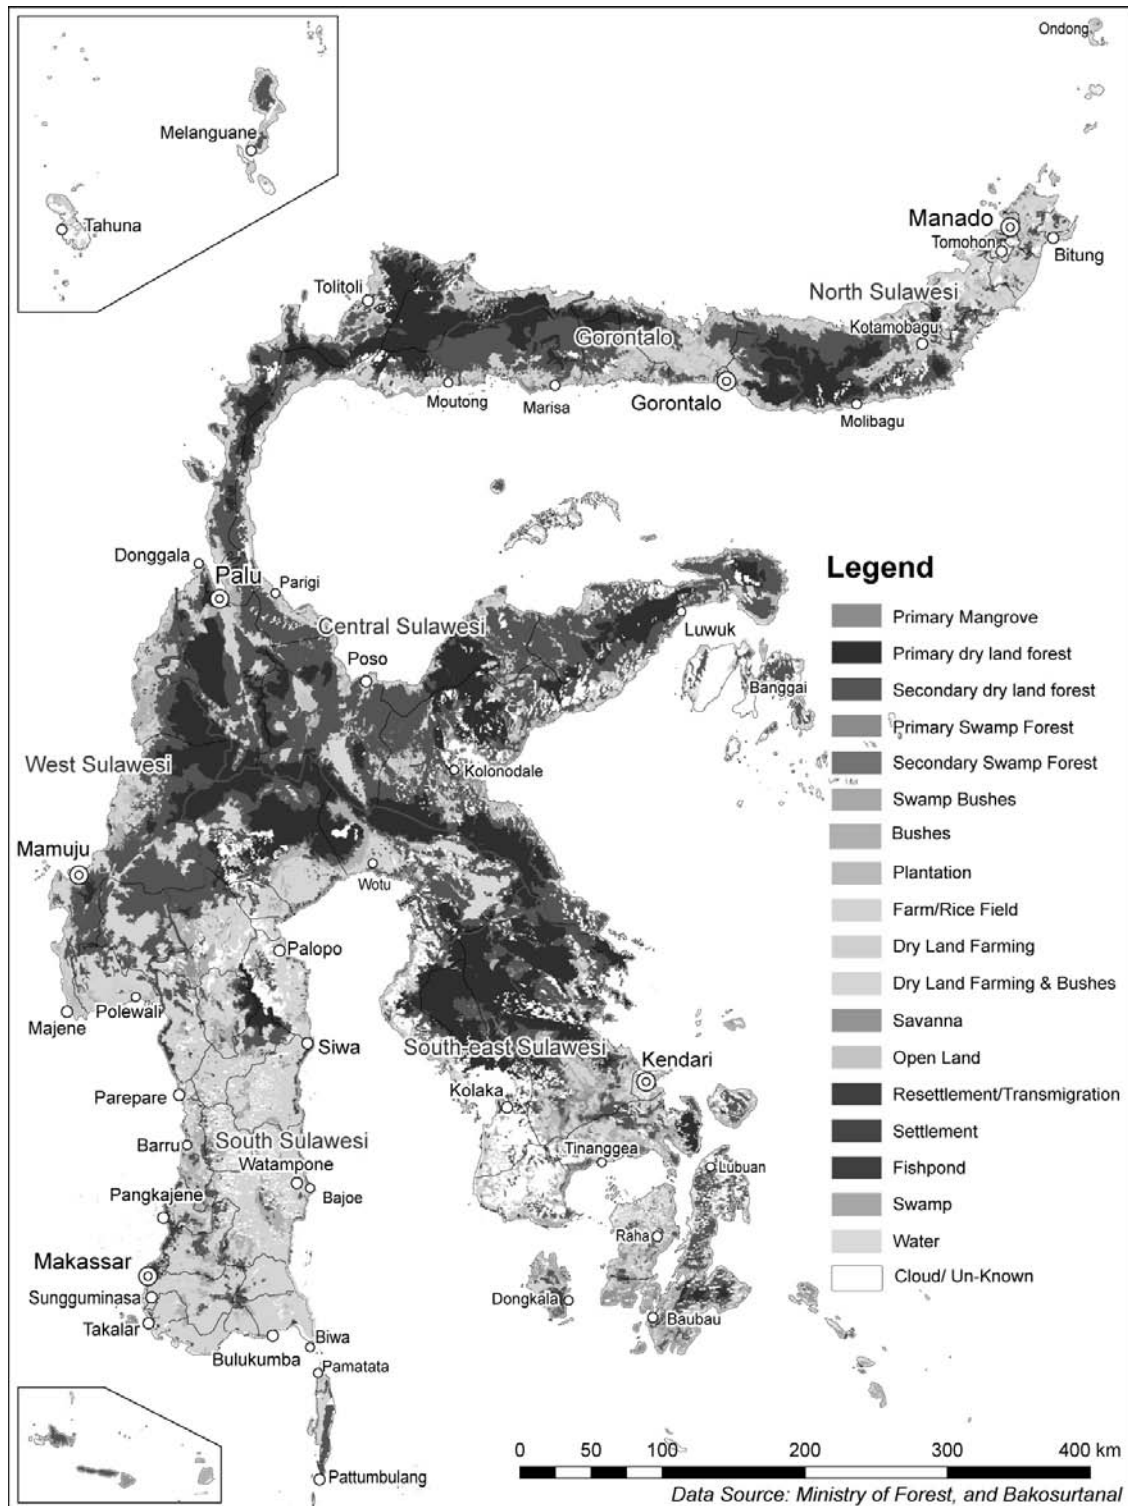 Ondong
Melanguane
Tahuna
Manado
Tomohon
Bitung
Tolitoli
North Sulawesi
Kotamobagu
Gorontalo
Moutong
Marisa
Gorontalo
Molibagu
Donggala
Palu
Parigi
Central Sulawesi
Luwuk
Poso
Banggai
West Sulawesi
Kolonodale
Mamuju
Wotu
Palopo
Polewali
Majene
Siwa
South-east Sulawesi
Kendari
Parepare
Kolaka
Barru
South Sulawesi
Tinanggea
Watampone
Lubuan
Bajoe
Pangkajene
Raha
Makassar
Sungguminasa
Dongkala
Takalar
Baubau
Bulukumba
Biwa
Pamatata
Pattumbulang
Legend
Primary Mangrove
Primary dry land forest
Secondary dry land forest
Primary Swamp Forest
Secondary Swamp Forest
Swamp Bushes
Bushes
Plantation
Farm/Rice Field
Dry Land Farming
Dry Land Farming & Bushes
Savanna
Open Land
Resettlement/Transmigration
Settlement
Fishpond
Swamp
Water
Cloud/ Un-Known
0 50 100 200 300 400 km
Data Source: Ministry of Forest, and Bakosurtanal